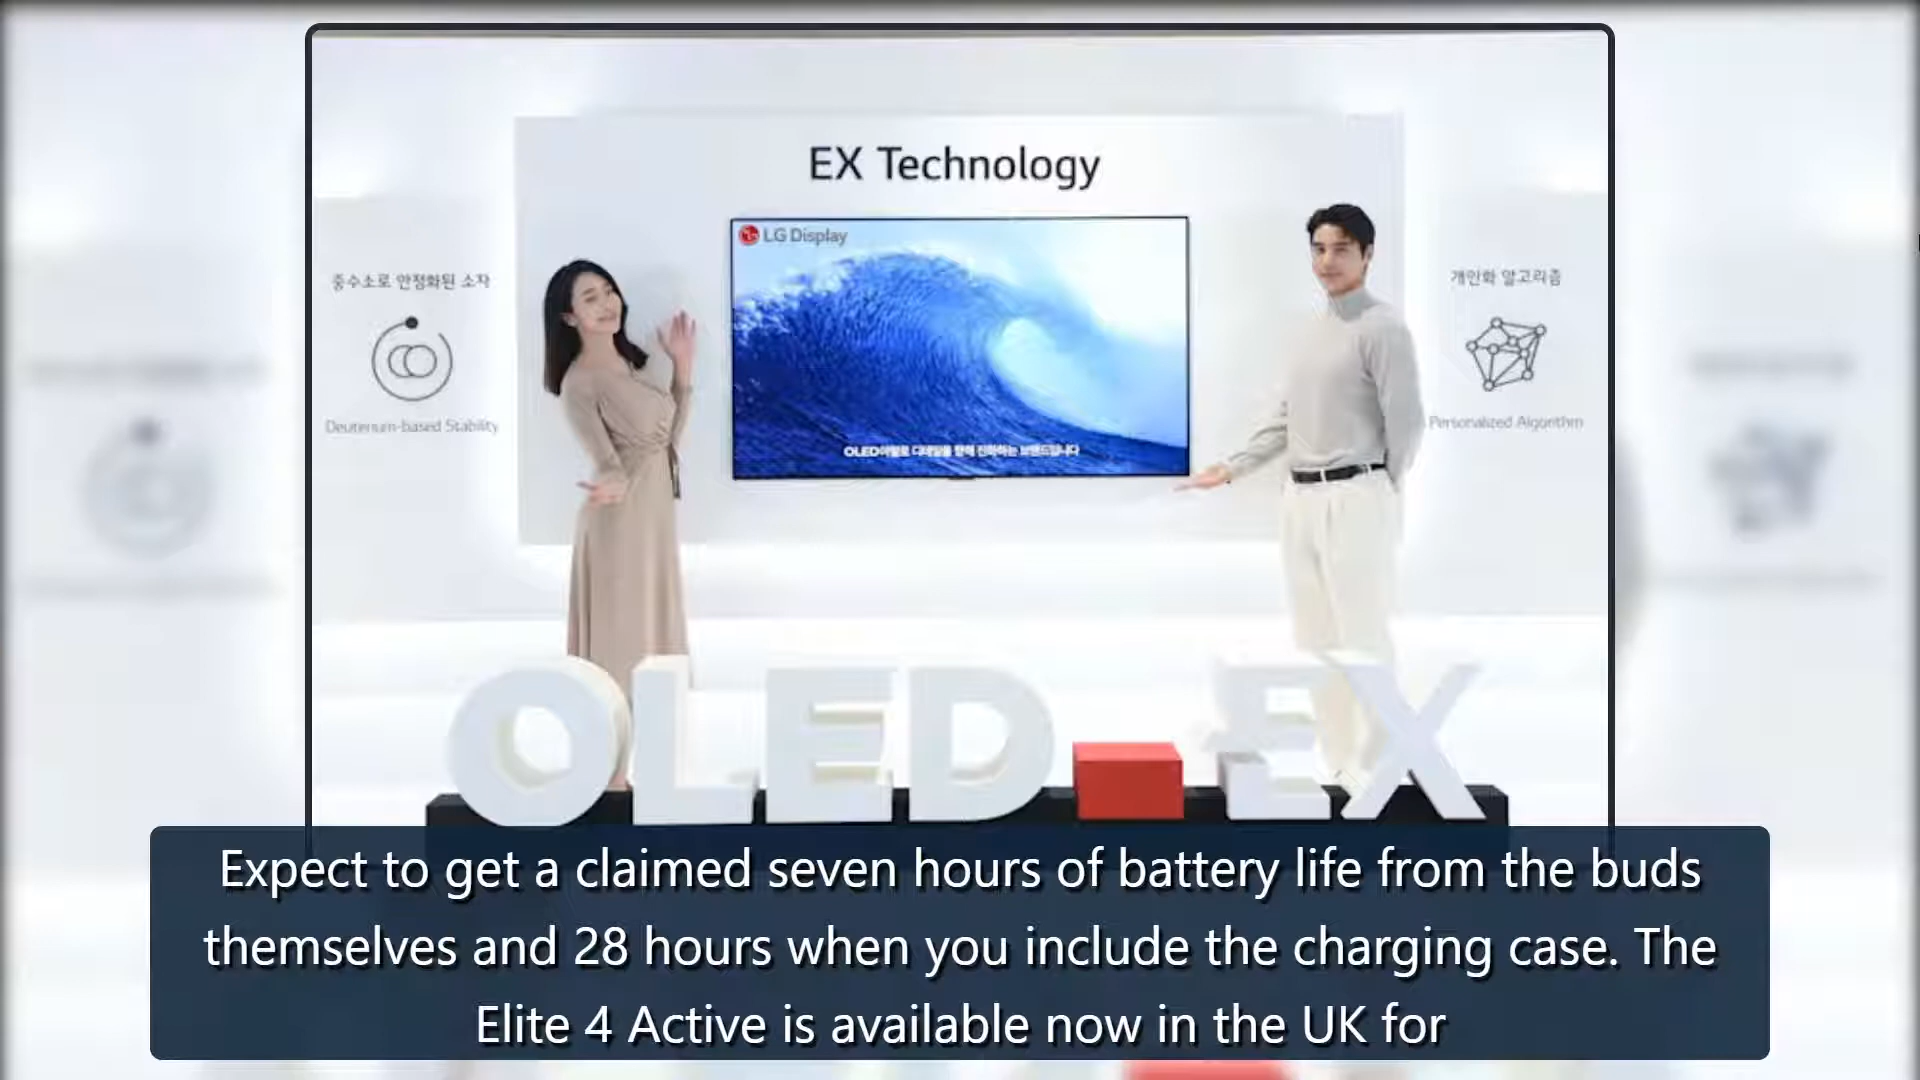 EX Technology
LG Display
중수소로 안정화된 소자
개인화 알고리즘
Deuterium-based Stability
Personalized Algorithm
OLED_EX
Expect to get a claimed seven hours of battery life from the buds
themselves and 28 hours when you include the charging case. The
Elite 4 Active is available now in the UK for